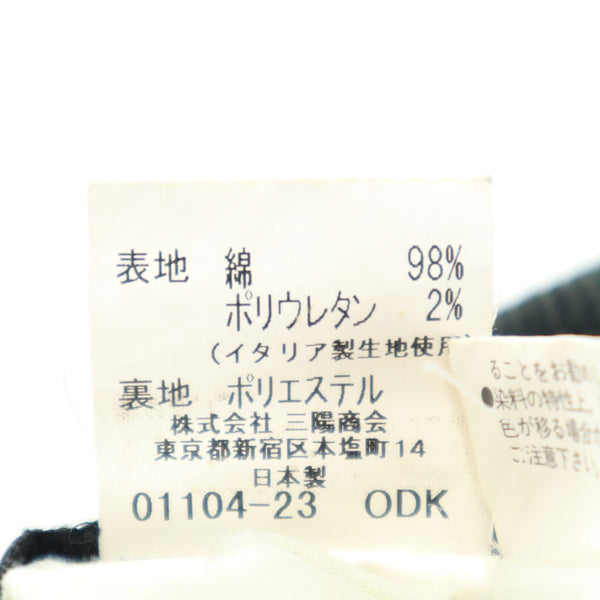 表地 綿 98%
ポリウレタン 2%
(イタリア製生地使用
裏地 ポリエステル
株式会社 三陽商会
東京都新宿区本塩町14
日本製
01104-23 ODK
ることをお勧め
●染料の特性上、
色が移る場合か
ご注意下さい。